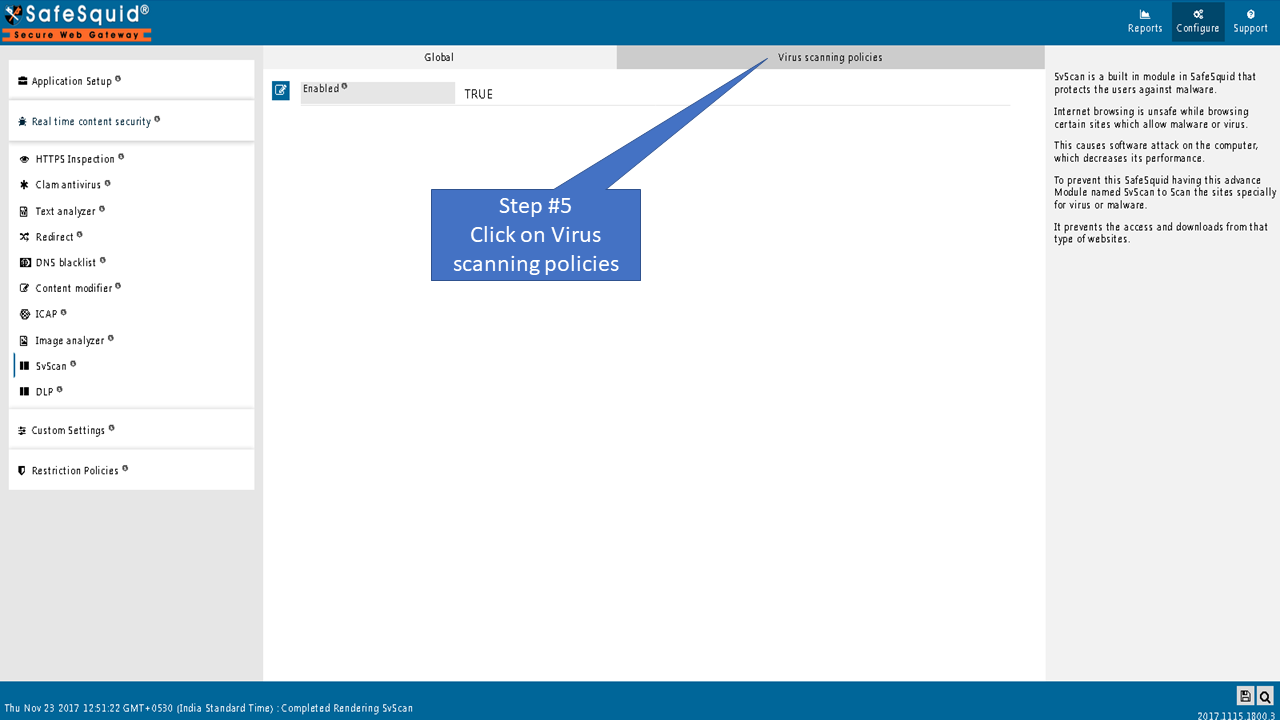 SafeSquid®
Secure Web Gateway
Reports
Configure
Support
Application Setup
Real time content security
HTTPS Inspection
Clam antivirus
Text analyzer
Redirect
DNS blacklist
Content modifier
ICAP
Image analyzer
SvScan
DLP
Custom Settings
Restriction Policies
Global
Virus scanning policies
Enabled
TRUE
Step #5
Click on Virus
scanning policies
SvScan is a built in module in SafeSquid that
protects the users against malware.
Internet browsing is unsafe while browsing
certain sites which allow malware or virus.
This causes software attack on the computer,
which decreases its performance.
To prevent this SafeSquid having this advance
Module named SvScan to Scan the sites specially
for virus or malware.
It prevents the access and downloads from that
type of websites.
Thu Nov 23 2017 12:51:22 GMT+0530 (India Standard Time) : Completed Rendering SvScan
2017.1115.1800.3